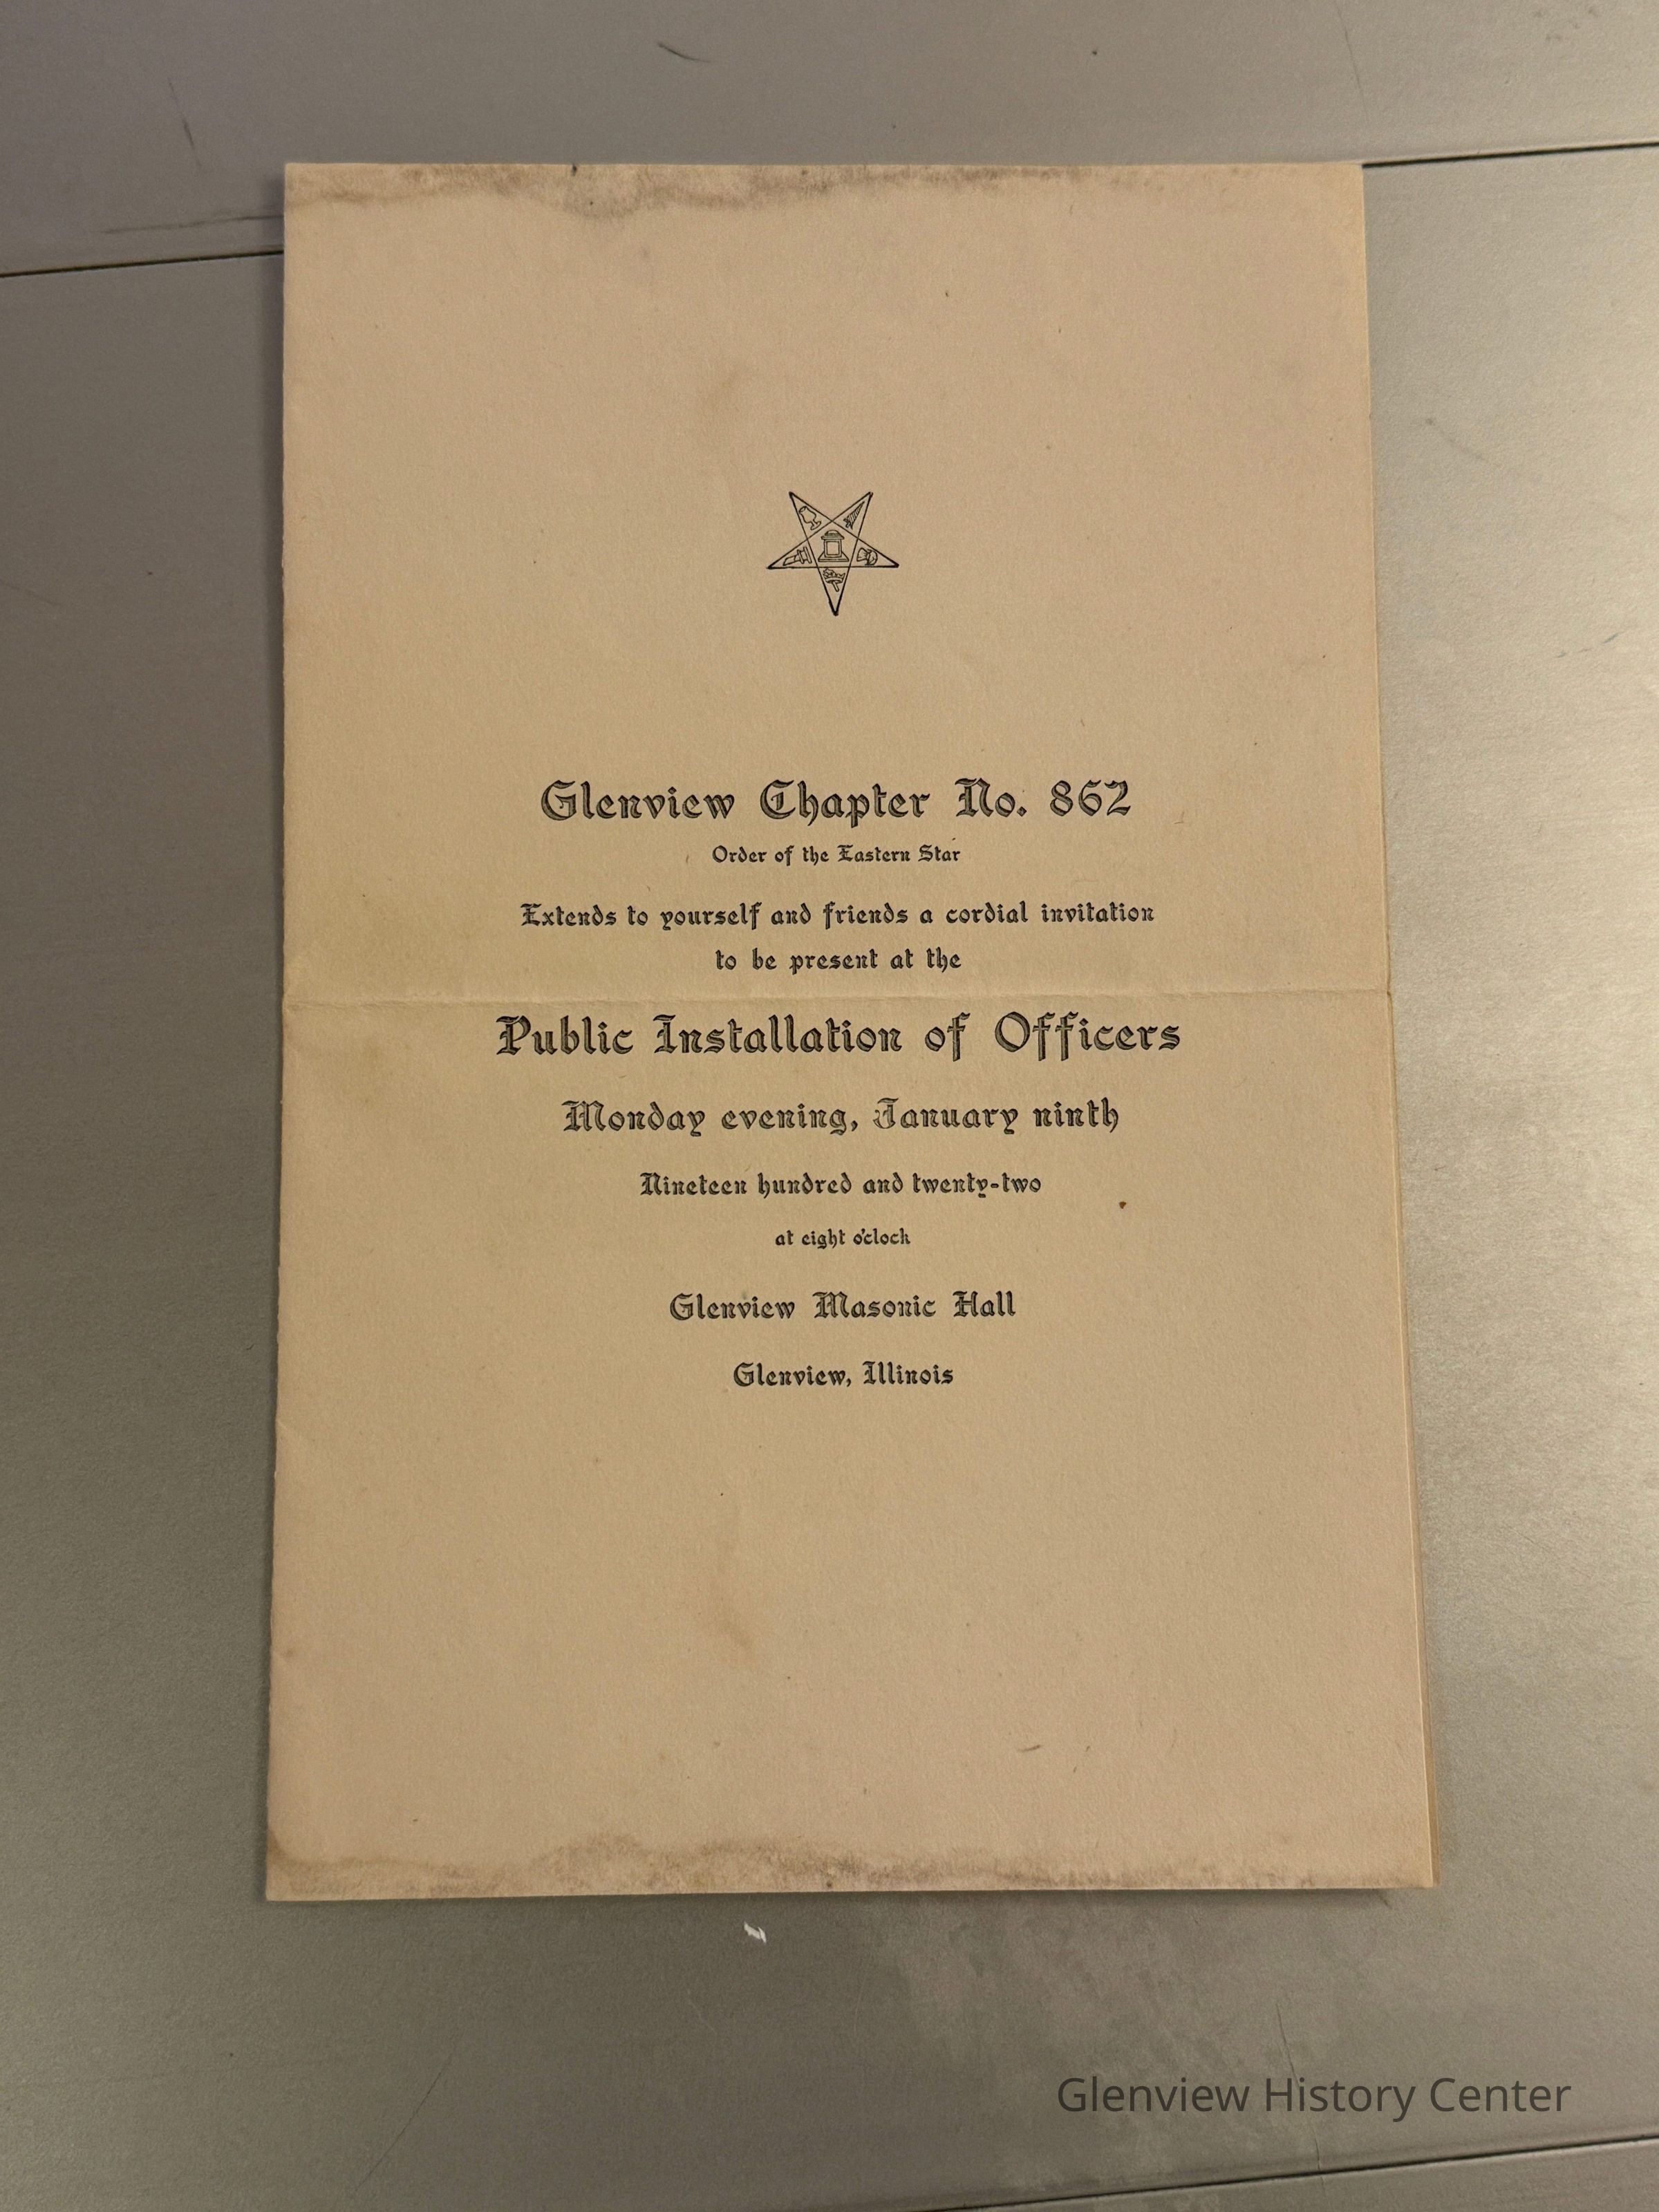 Glenview Chapter No. 862
Order of the Eastern Star
Extends to yourself and friends a cordial invitation
to be present at the
Public Installation of Officers
Monday evening, January ninth
Nineteen hundred and twenty-two
at eight o'clock
Glenview Masonic Hall
Glenview, Illinois
Glenview History Center